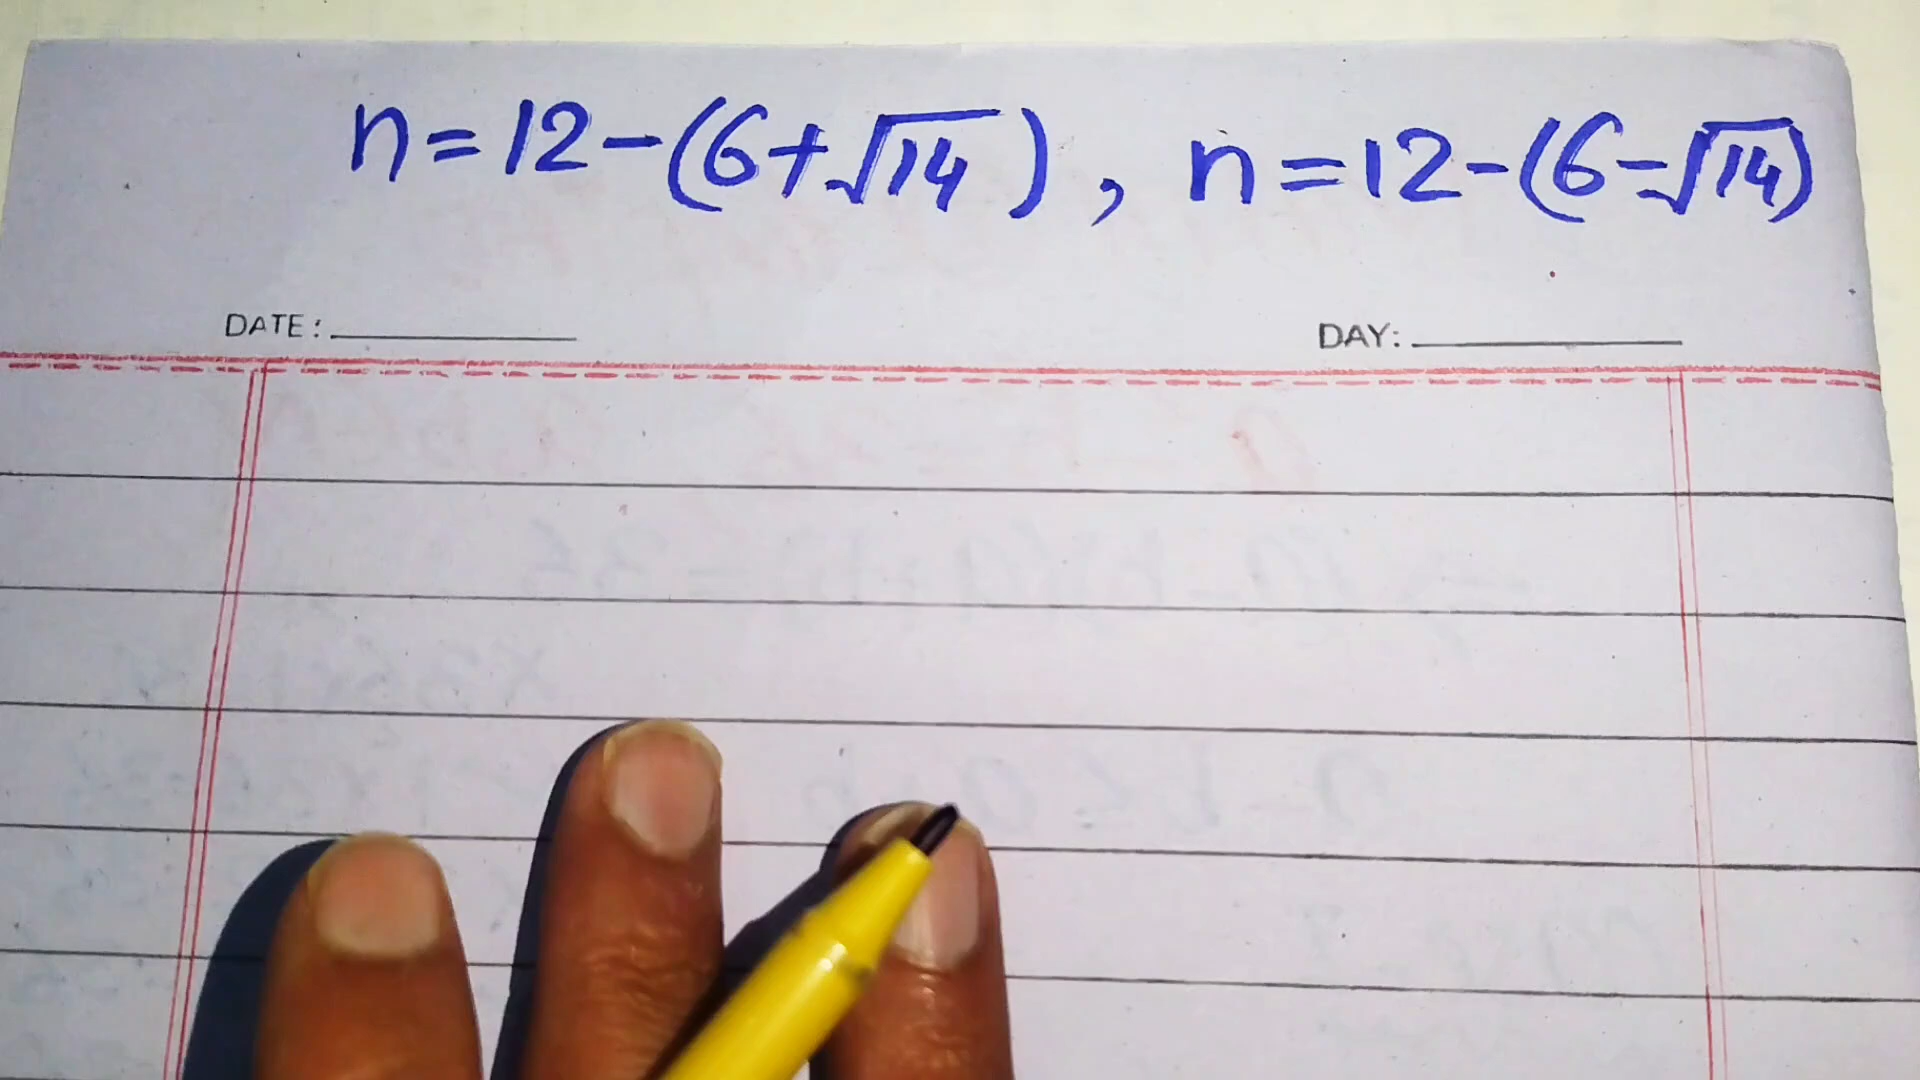 n = 12 - (6 + √14), n = 12 - (6 - √14)
DATE: DAY: